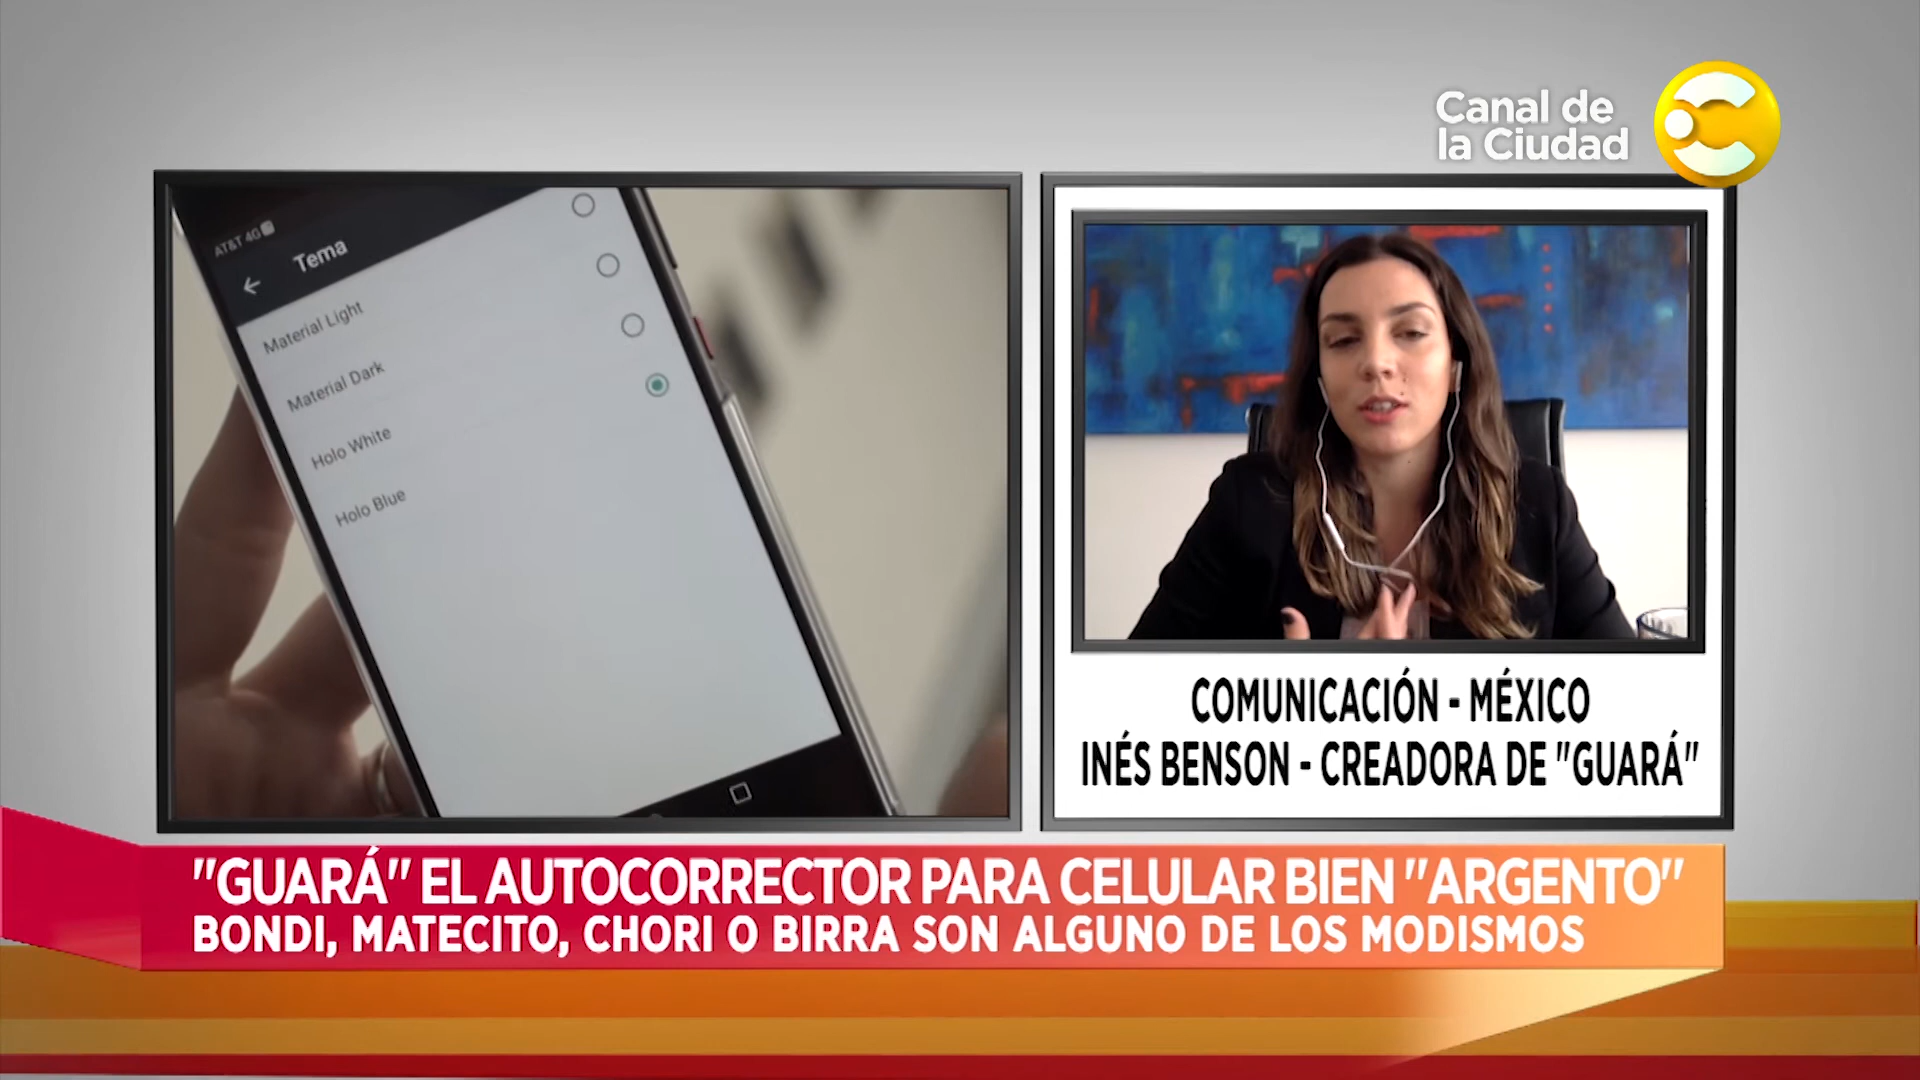 Canal de
la Ciudad
AT&T 4G
Tema
Material Light
Material Dark
Holo White
Holo Blue
COMUNICACIÓN - MÉXICO
INÉS BENSON - CREADORA DE "GUARÁ"
"GUARÁ" EL AUTOCORRECTOR PARA CELULAR BIEN "ARGENTO"
BONDI, MATECITO, CHORI O BIRRA SON ALGUNO DE LOS MODISMOS